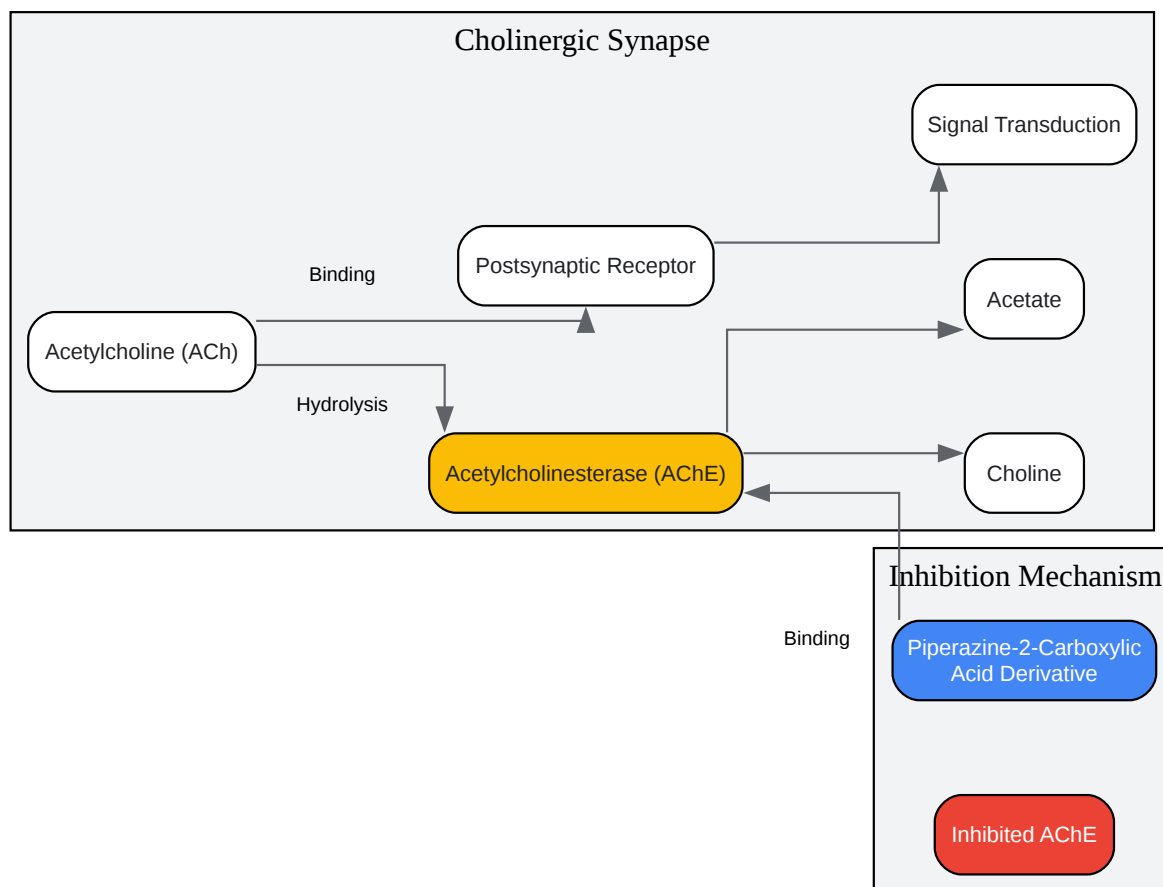 Cholinergic Synapse
Signal Transduction
Postsynaptic Receptor
Binding
Acetate
Acetylcholine (ACh)
Hydrolysis
Acetylcholinesterase (AChE)
Choline
Inhibition Mechanism
Binding
Piperazine-2-Carboxylic
Acid Derivative
Inhibited AChE